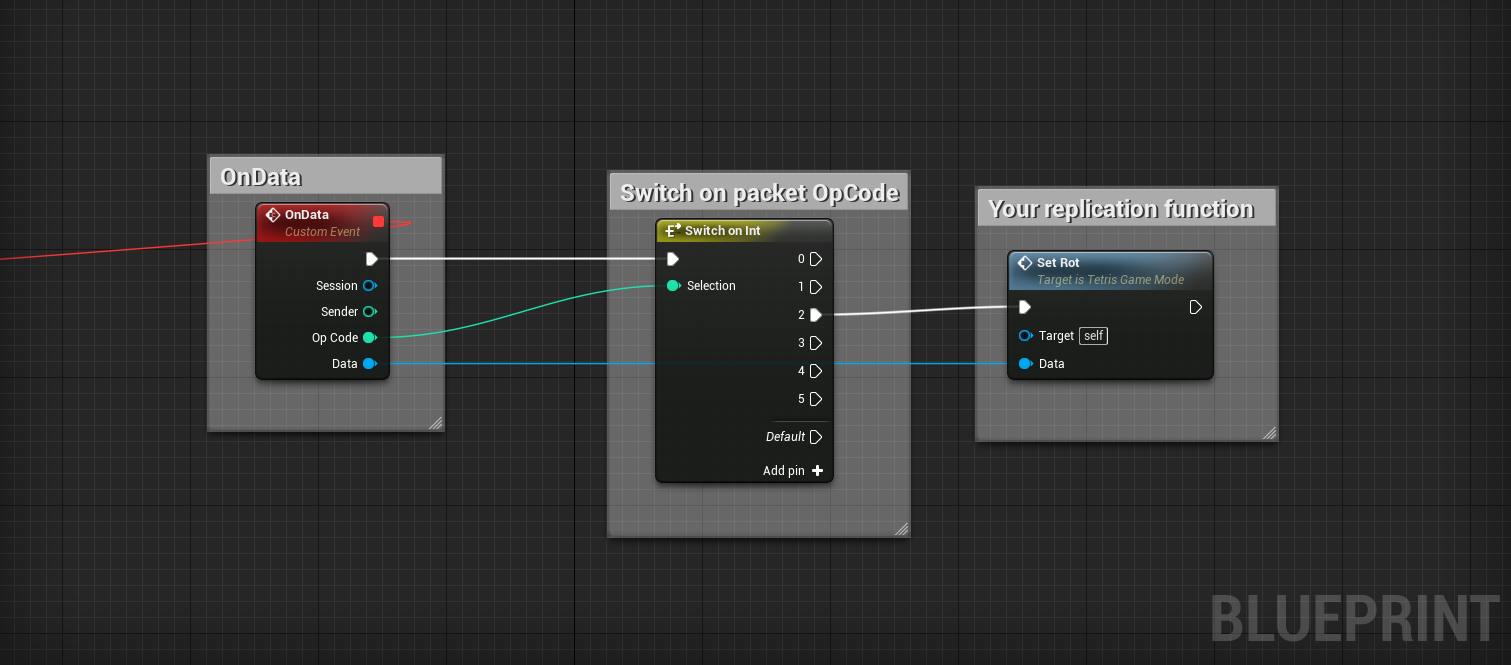 OnData
OnData
Custom Event
Session
Sender
Op Code
Data
Switch on packet OpCode
Switch on Int
Selection
0
1
2
3
4
5
Default
Add pin
Your replication function
Set Rot
Target is Tetris Game Mode
Target self
Data
BLUEPRINT